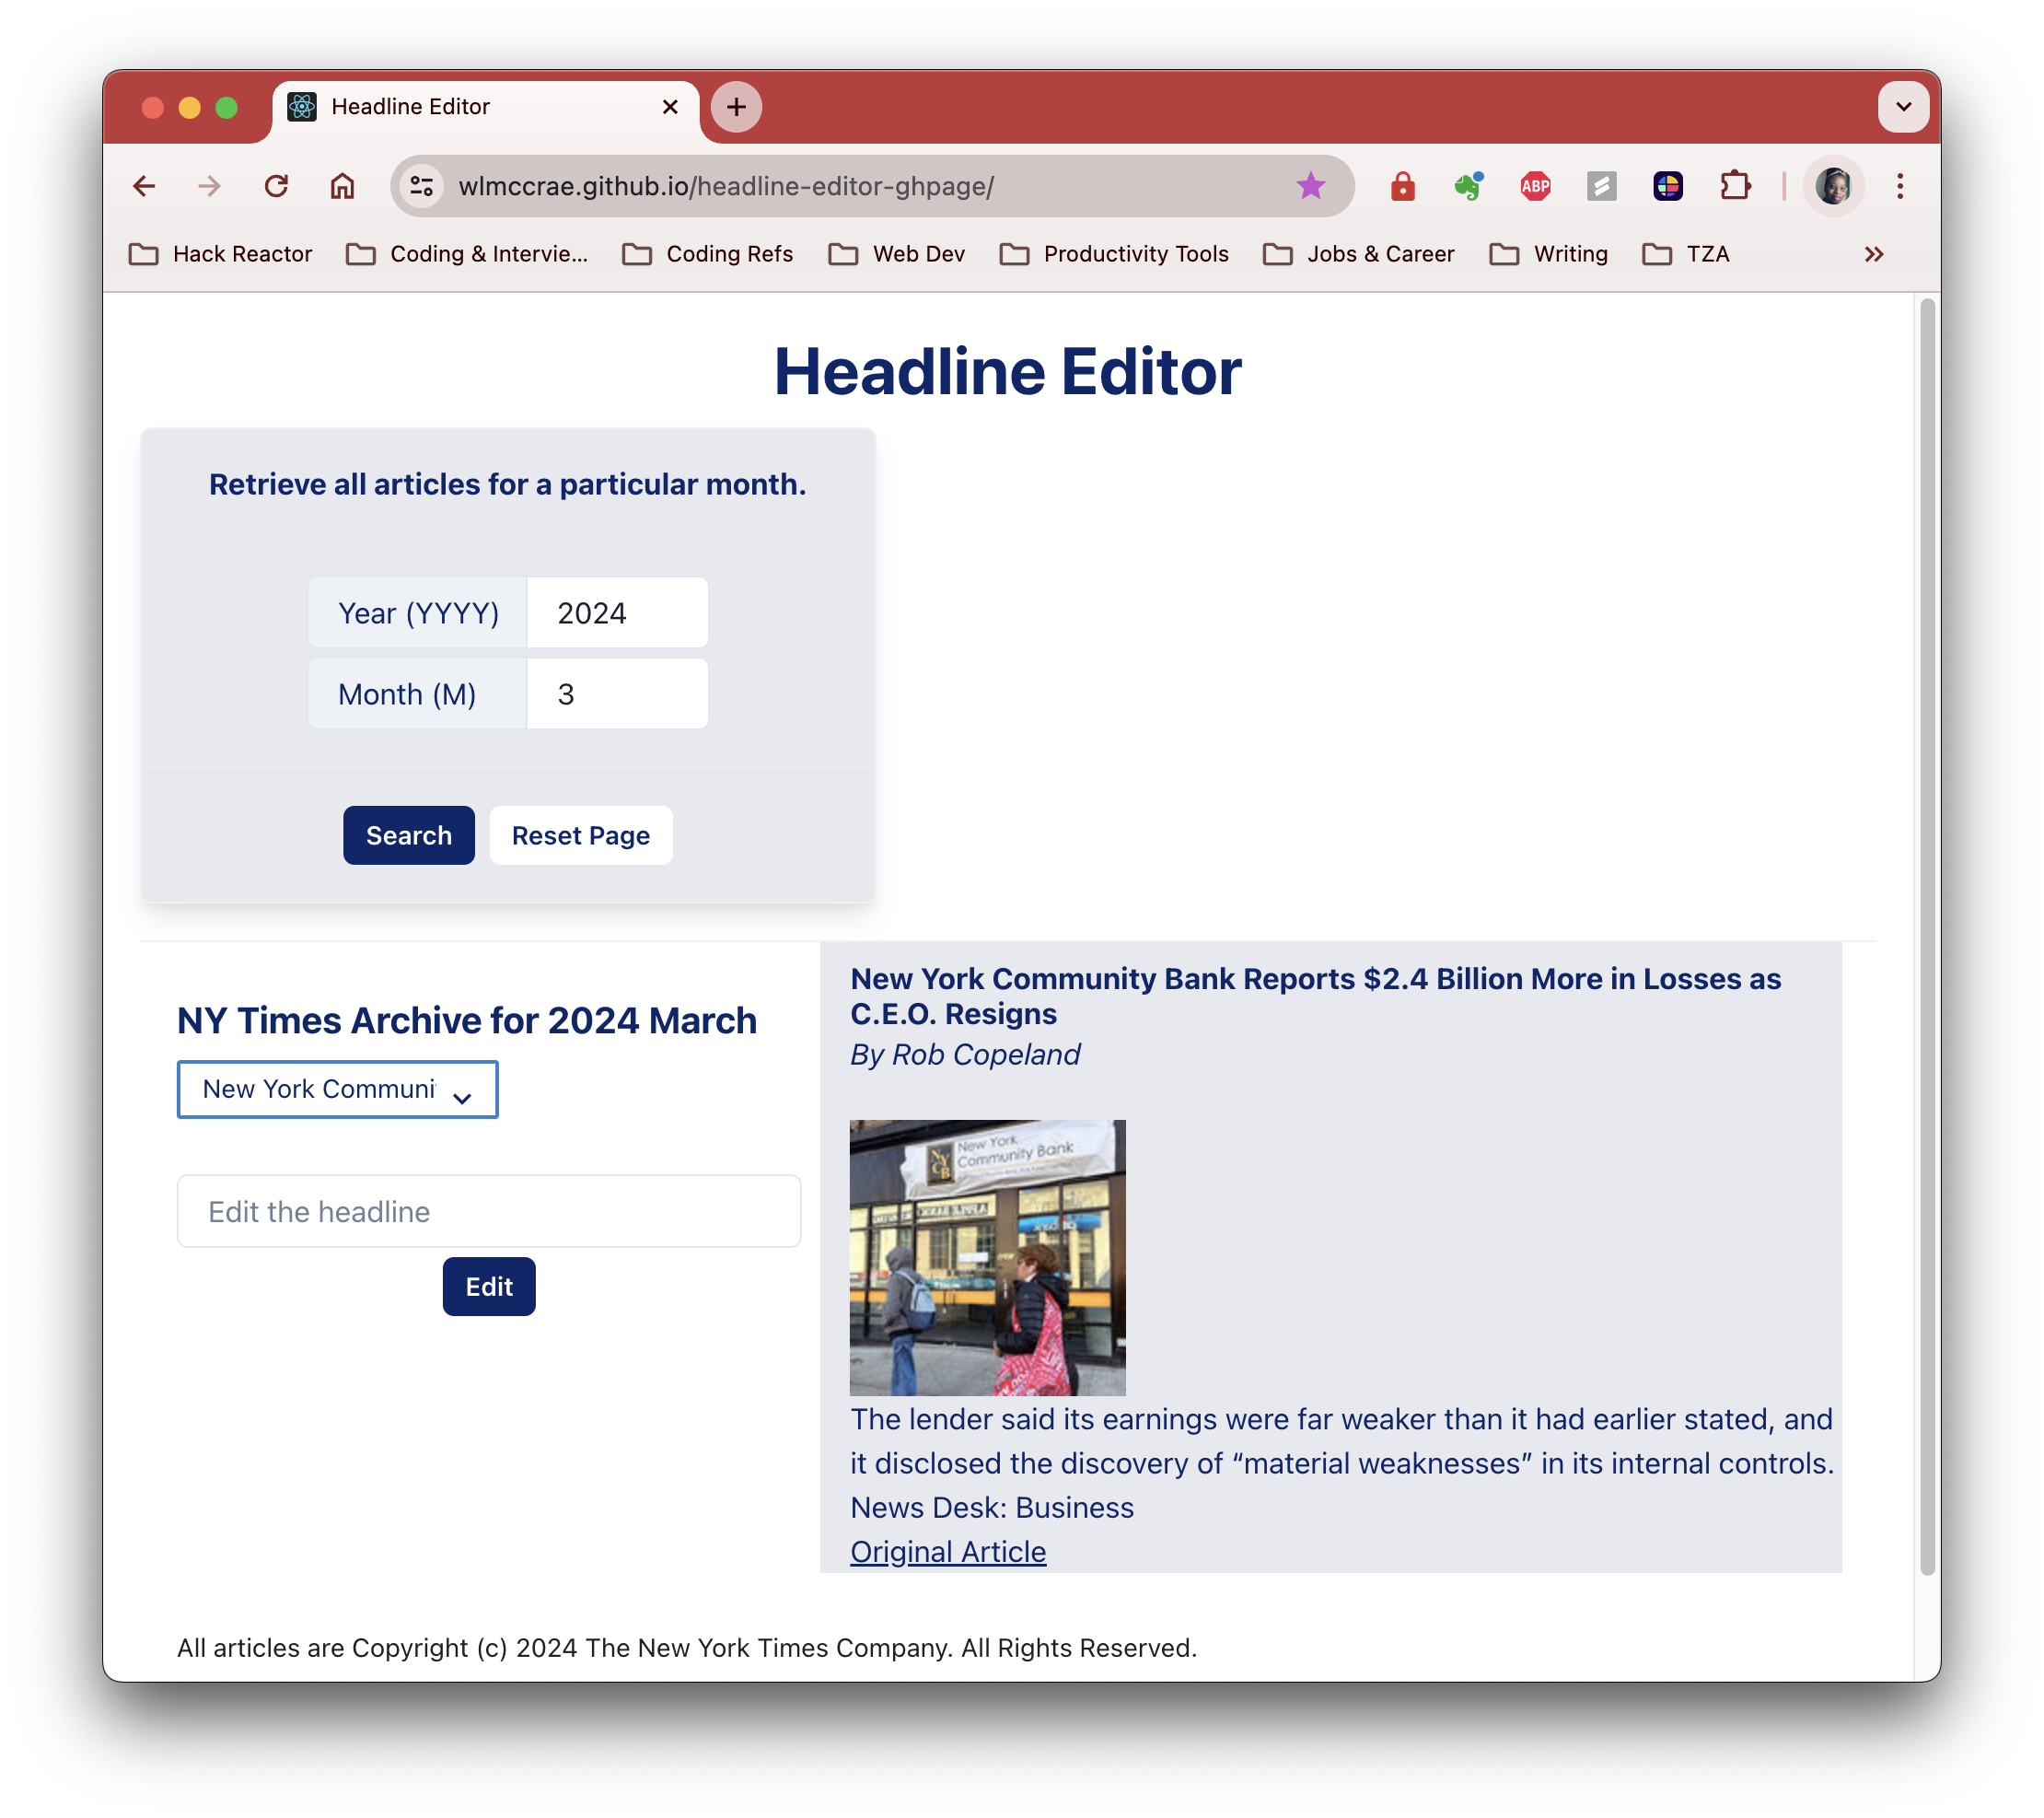 Headline Editor
wlmccrae.github.io/headline-editor-ghpage/
ABP
Hack Reactor
Coding & Intervie...
Coding Refs
Web Dev
Productivity Tools
Jobs & Career
Writing
TZA
Headline Editor
Retrieve all articles for a particular month.
Year (YYYY) 2024
Month (M) 3
Search Reset Page
NY Times Archive for 2024 March
New York Communi
Edit the headline
Edit
New York Community Bank Reports $2.4 Billion More in Losses as
C.E.O. Resigns
By Rob Copeland
NYCB
New York
Community Bank
The lender said its earnings were far weaker than it had earlier stated, and
it disclosed the discovery of “material weaknesses” in its internal controls.
News Desk: Business
Original Article
All articles are Copyright (c) 2024 The New York Times Company. All Rights Reserved.